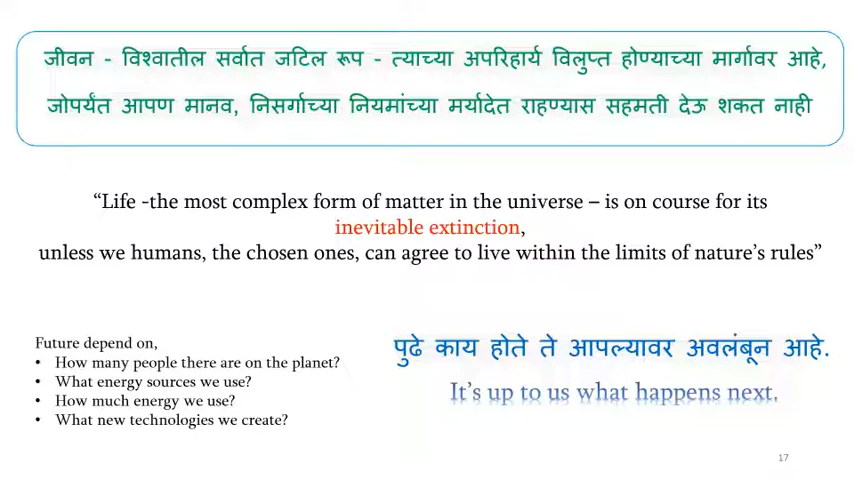 जीवन - विश्वातील सर्वात जटिल रूप - त्याच्या अपरिहार्य विलुप्त होण्याच्या मार्गावर आहे,
जोपर्यंत आपण मानव, निसर्गाच्या नियमांच्या मर्यादेत राहण्यास सहमती देऊ शकत नाही
“Life -the most complex form of matter in the universe – is on course for its
inevitable extinction,
unless we humans, the chosen ones, can agree to live within the limits of nature’s rules”
Future depend on,
• How many people there are on the planet?
• What energy sources we use?
• How much energy we use?
• What new technologies we create?
पुढे काय होते ते आपल्यावर अवलंबून आहे.
It’s up to us what happens next.
17